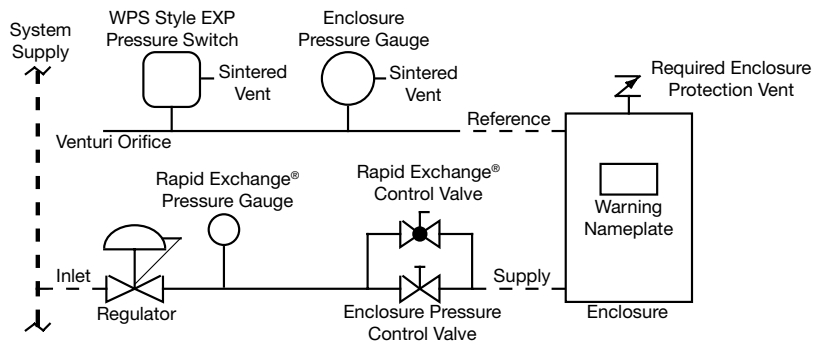 System
Supply
WPS Style EXP
Pressure Switch
Sintered
Vent
Enclosure
Pressure Gauge
Sintered
Vent
Required Enclosure
Protection Vent
Reference
Venturi Orifice
Rapid Exchange®
Pressure Gauge
Rapid Exchange®
Control Valve
Warning
Nameplate
Inlet
Supply
Regulator
Enclosure Pressure
Control Valve
Enclosure